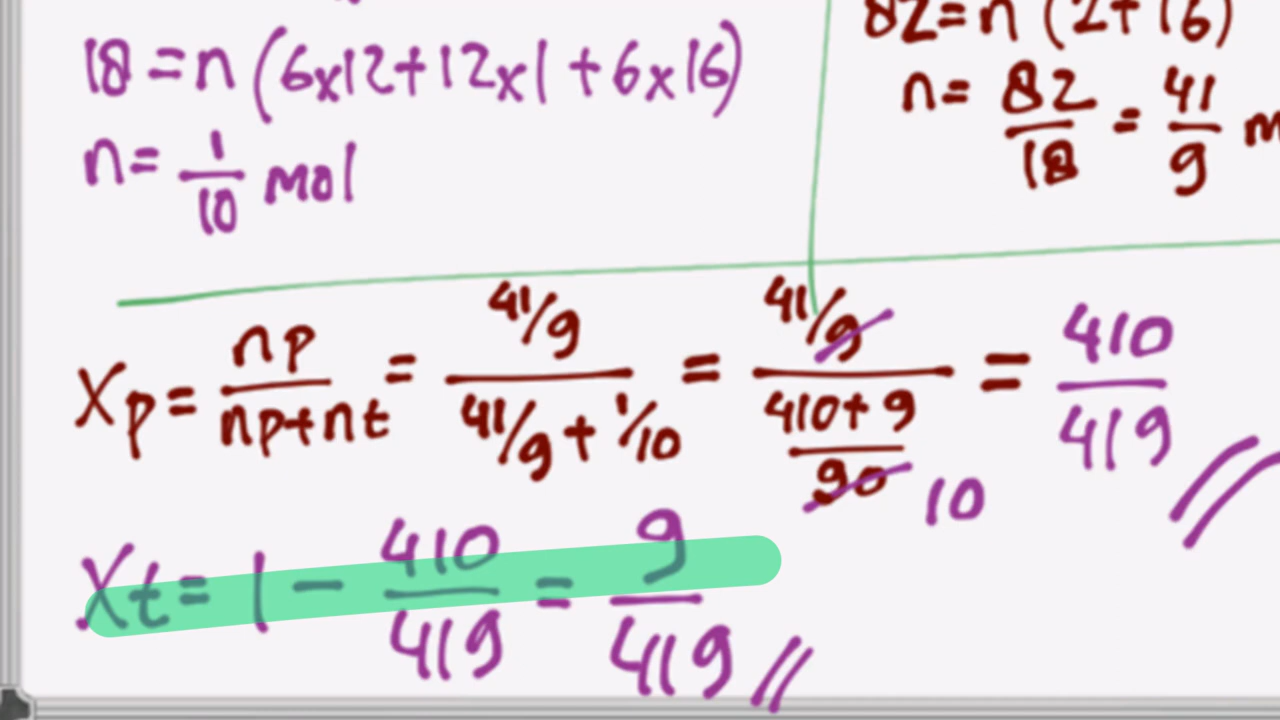 18 = n (6x12 + 12x1 + 6x16)
n = 1/10 mol
82 = n (2 + 16)
n = 82/18 = 41/9
Xp = np/(np+nt) = (41/9)/(41/9 + 1/10) = (41/9)/((410+9)/90) 10 = 410/419 //
Xt = 1 - 410/419 = 9/419 //